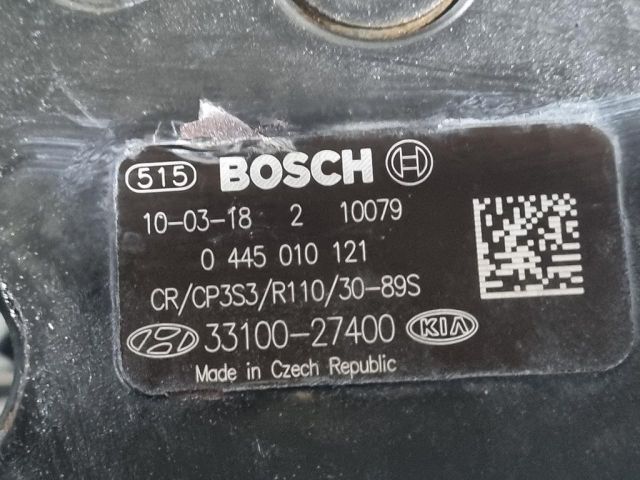 515 BOSCH
10-03-18 2 10079
0 445 010 121
CR/CP3S3/R110/30-89S
33100-27400 KIA
Made in Czech Republic